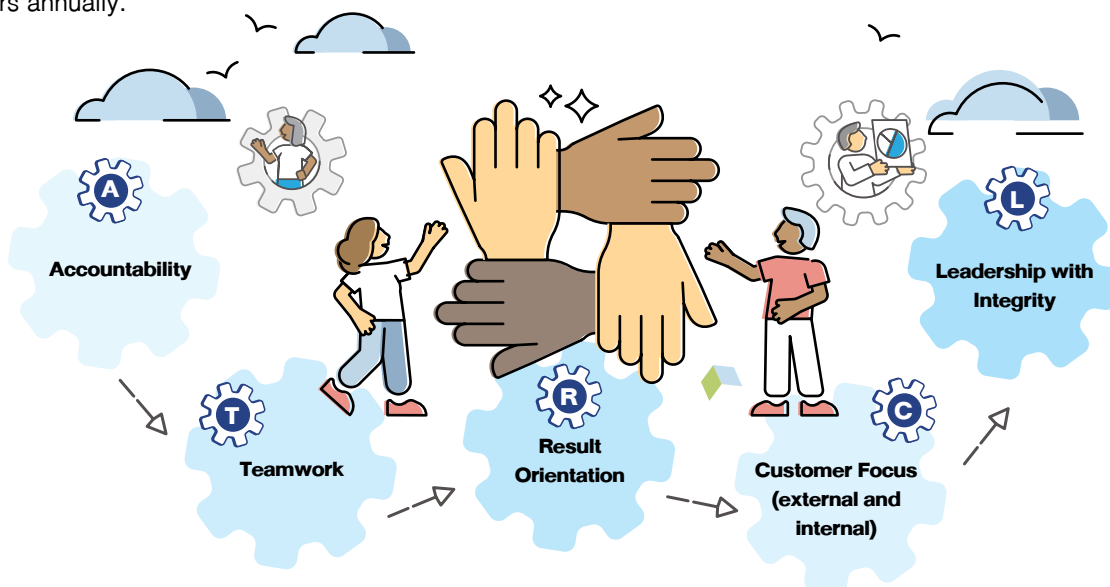 rs annually.
A
Accountability
T
Teamwork
R
Result
Orientation
C
Customer Focus
(external and
internal)
L
Leadership with
Integrity